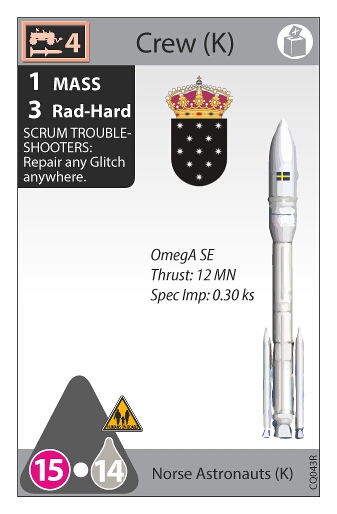 4
Crew (K)
1 MASS
3 Rad-Hard
SCRUM TROUBLE-
SHOOTERS:
Repair any Glitch
anywhere.
OmegA SE
Thrust: 12 MN
Spec Imp: 0.30 ks
15 • 14
Norse Astronauts (K)
CQ043R